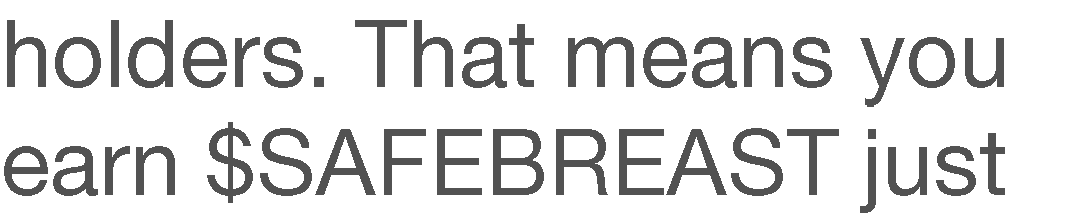 holders. That means you
earn $SAFEBREAST just